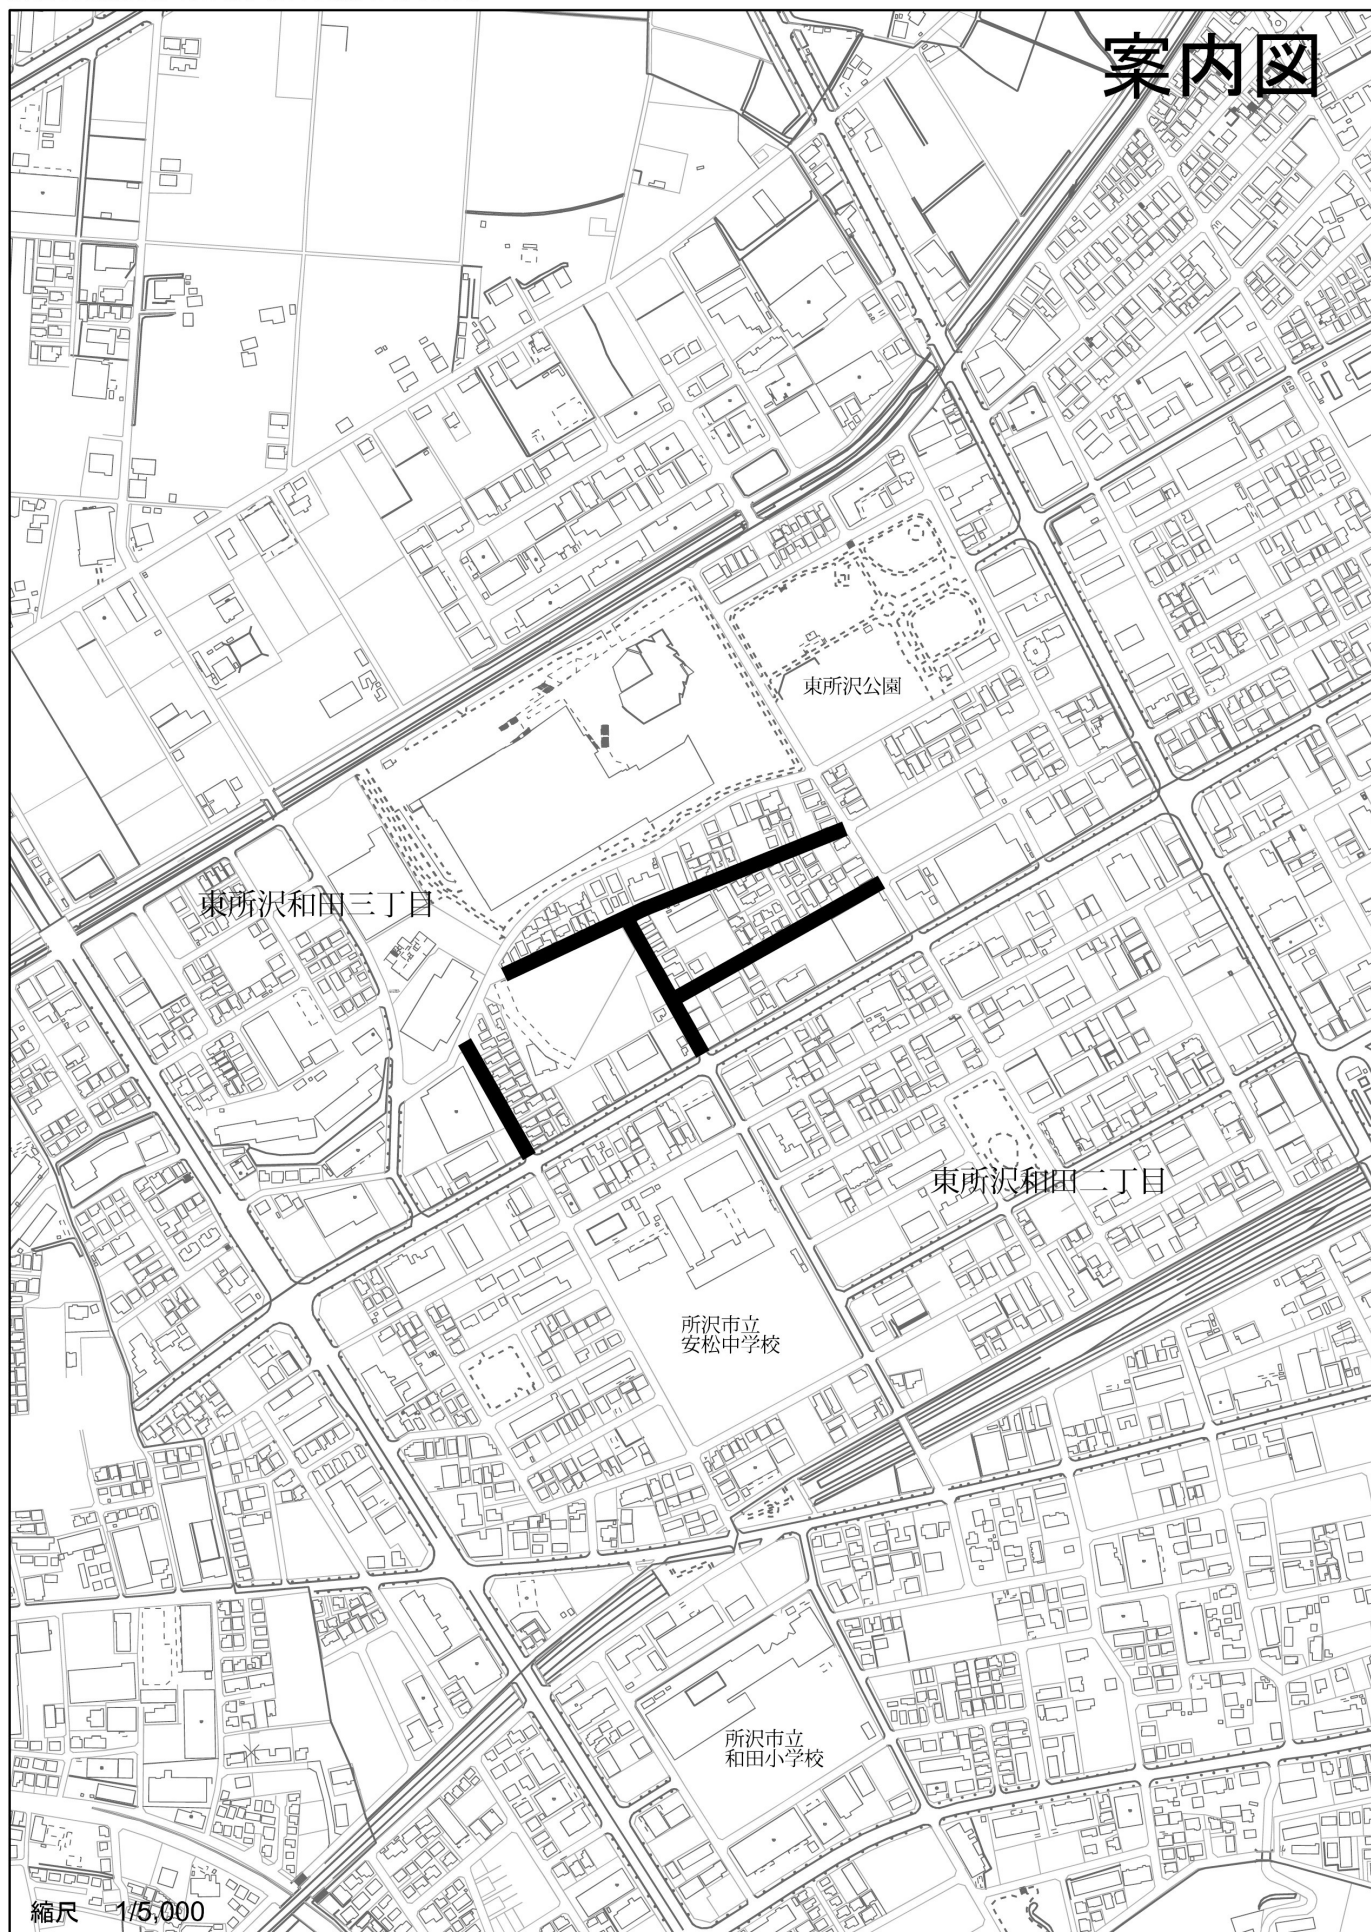 案内図
東所沢公園
東所沢和田三丁目
東所沢和田二丁目
所沢市立
安松中学校
所沢市立
和田小学校
縮尺 1/5,000